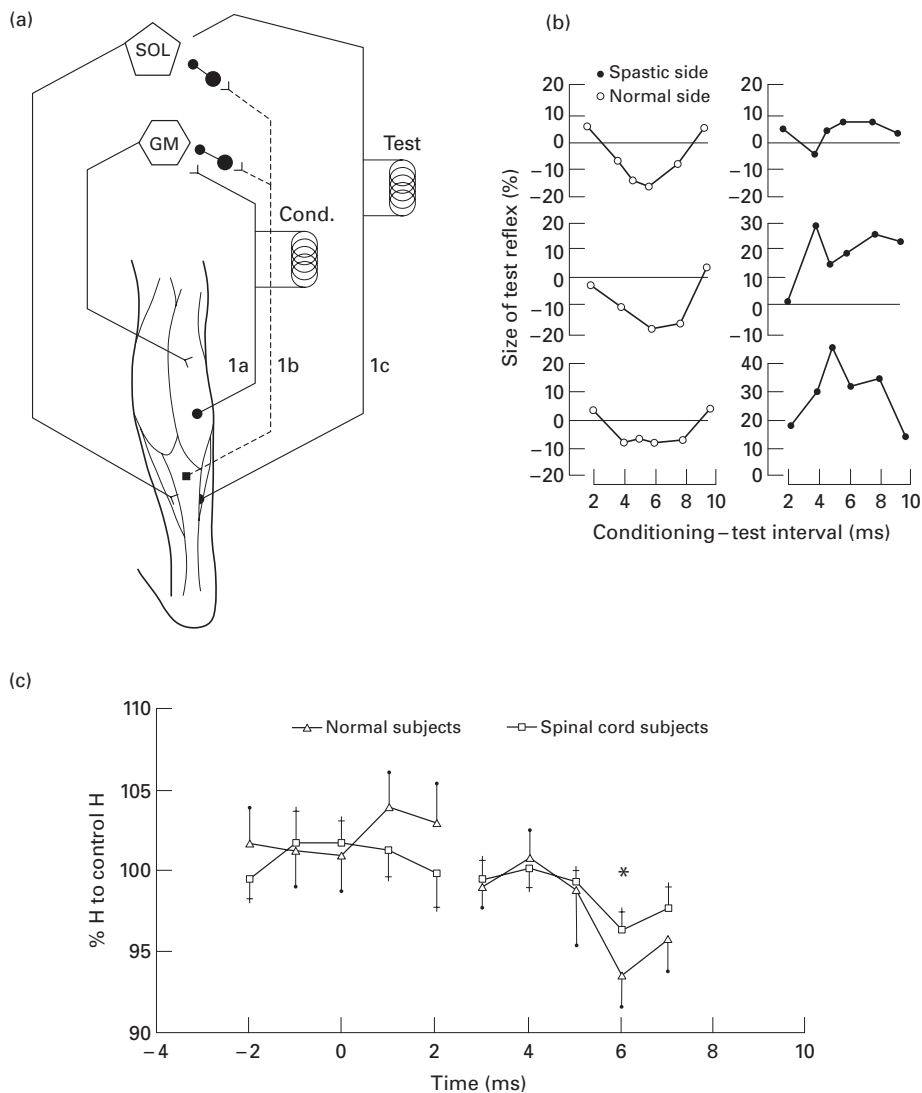 (a)
SOL
GM
Test
Cond.
1a
1b
1c
(b)
Spastic side
Normal side
Size of test reflex (%)
20
10
0
−10
−20
20
10
0
−10
−20
20
10
0
−10
−20
2 4 6 8 10
20
10
0
−10
−20
30
20
10
0
−10
40
30
20
10
0
2 4 6 8 10
Conditioning–test interval (ms)
(c)
Normal subjects
Spinal cord subjects
% H to control H
110
105
100
95
90
*
−4 −2 0 2 4 6 8 10
Time (ms)